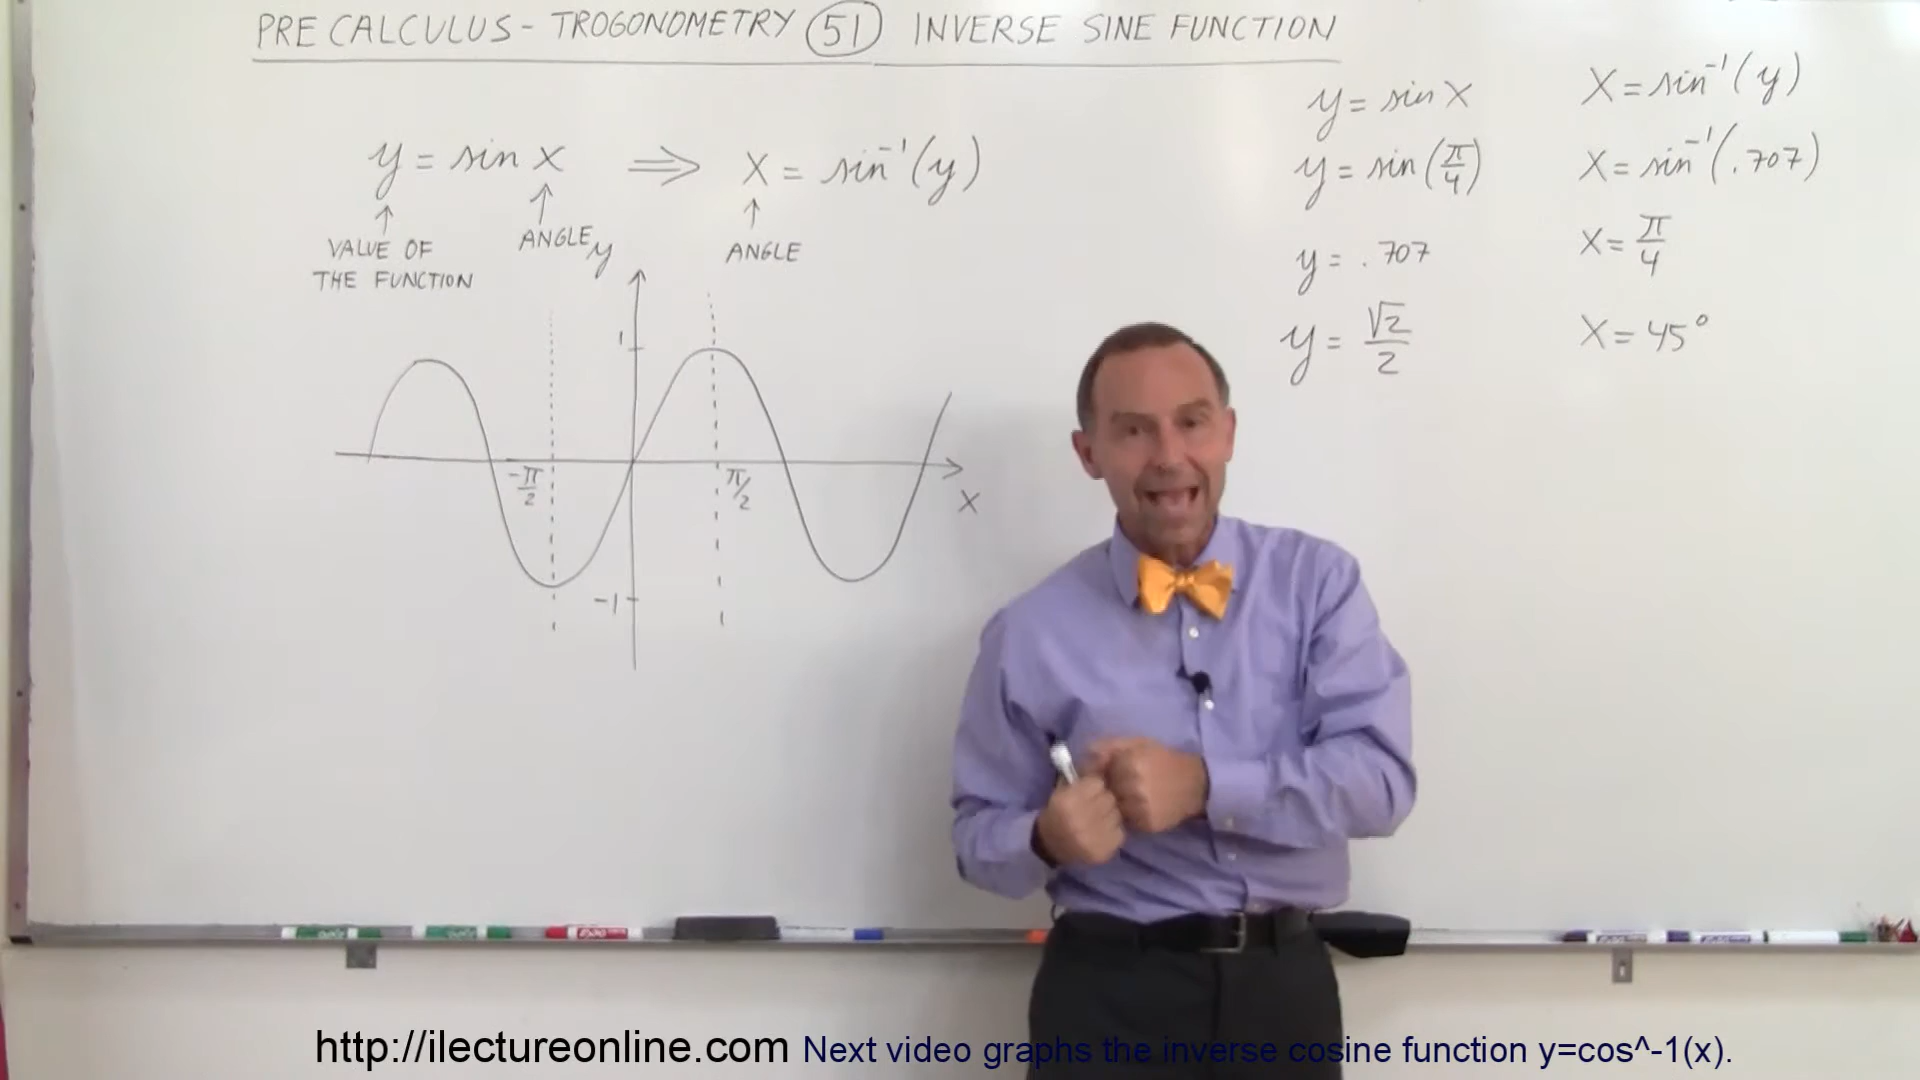 PRE CALCULUS - TROGONOMETRY 51 INVERSE SINE FUNCTION
y = sin x ⇒ x = sin⁻¹(y)
↑ ↑ ↑
VALUE OF
THE FUNCTION
ANGLE
ANGLE
y
1
-π/2
π/2
x
-1
y = sin x
y = sin(π/4)
y = .707
y = √2/2
x = sin⁻¹(y)
x = sin⁻¹(.707)
x = π/4
x = 45°
http://ilectureonline.com Next video graphs the inverse cosine function y=cos^-1(x).